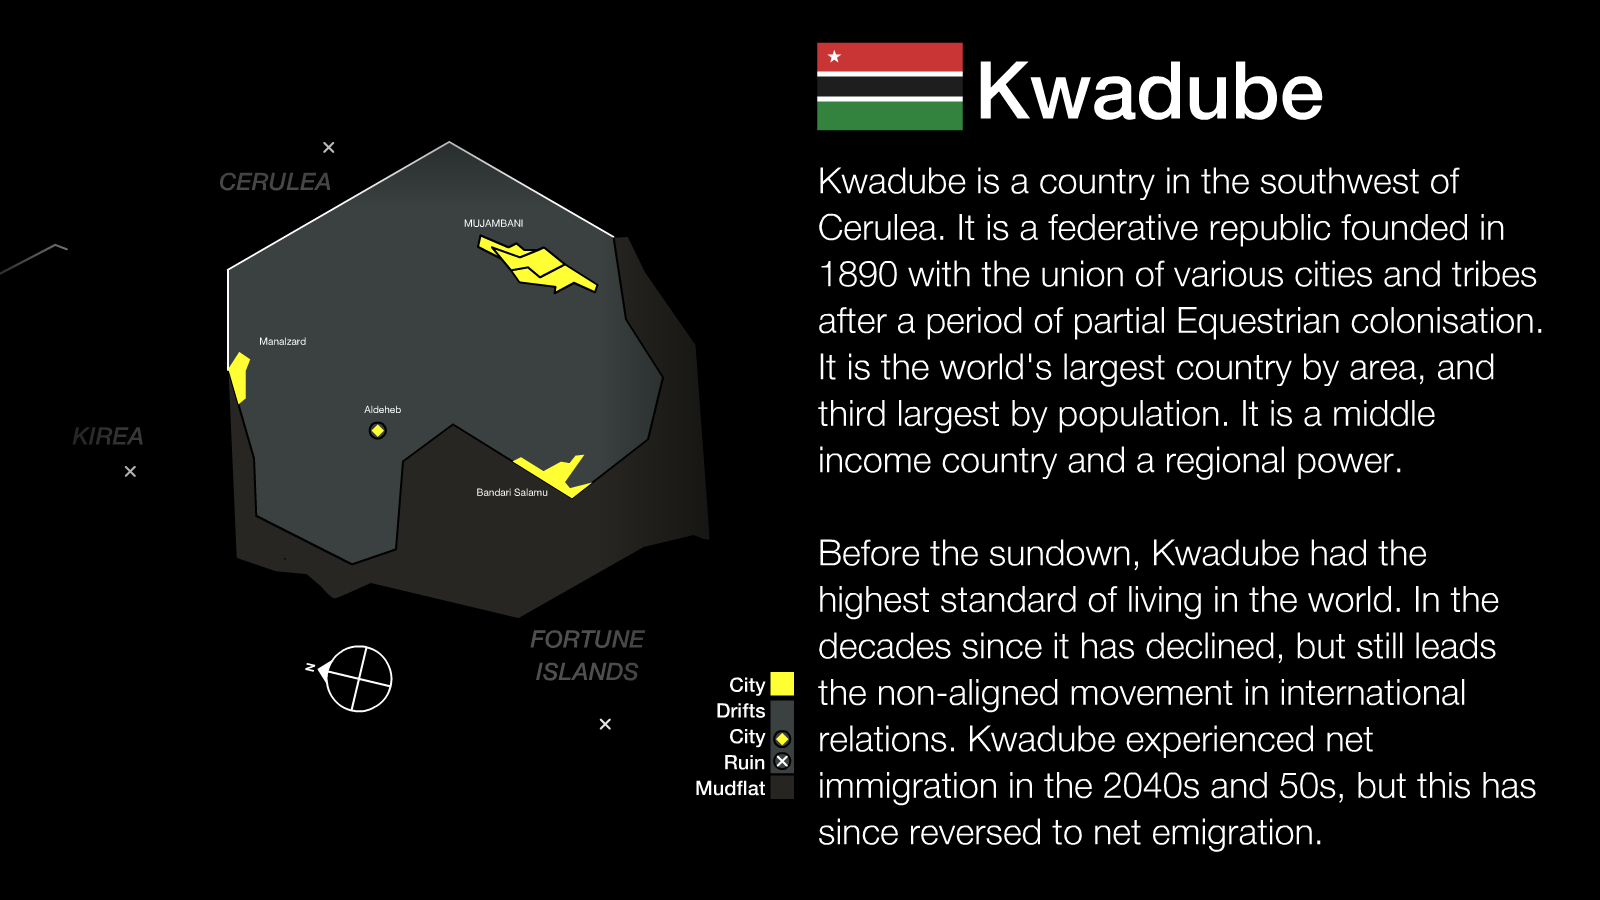 Kwadube
Kwadube is a country in the southwest of
Cerulea. It is a federative republic founded in
1890 with the union of various cities and tribes
after a period of partial Equestrian colonisation.
It is the world's largest country by area, and
third largest by population. It is a middle
income country and a regional power.
Before the sundown, Kwadube had the
highest standard of living in the world. In the
decades since it has declined, but still leads
the non-aligned movement in international
relations. Kwadube experienced net
immigration in the 2040s and 50s, but this has
since reversed to net emigration.
CERULEA
MUJAMBANI
Manalzard
Aldeheb
KIREA
Bandari Salamu
FORTUNE
ISLANDS
N
City
Drifts
City
Ruin
Mudflat